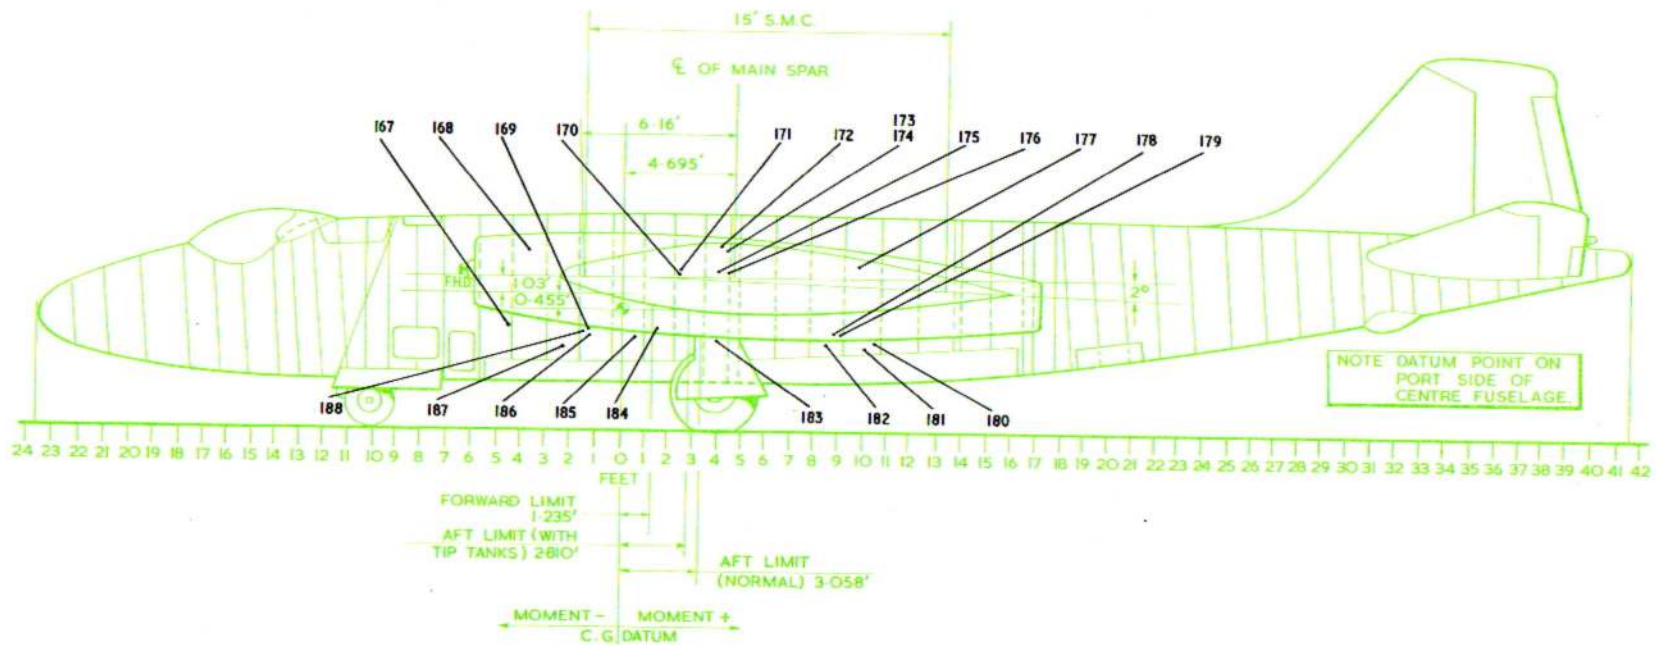 15' S.M.C.
℄ OF MAIN SPAR
173
167 168 169 170 6·16' 171 172 174 175 176 177 178 179
4·695'
F.H.D. 1·03'
0·455'
2°
NOTE DATUM POINT ON
PORT SIDE OF
CENTRE FUSELAGE.
188 187 186 185 184 183 182 181 180
24 23 22 21 20 19 18 17 16 15 14 13 12 11 10 9 8 7 6 5 4 3 2 1 0 1 2 3 4 5 6 7 8 9 10 11 12 13 14 15 16 17 18 19 20 21 22 23 24 25 26 27 28 29 30 31 32 33 34 35 36 37 38 39 40 41 42
FEET
FORWARD LIMIT
1·235'
AFT LIMIT (WITH
TIP TANKS) 2·810'
AFT LIMIT
(NORMAL) 3·058'
MOMENT – MOMENT +
C.G. DATUM